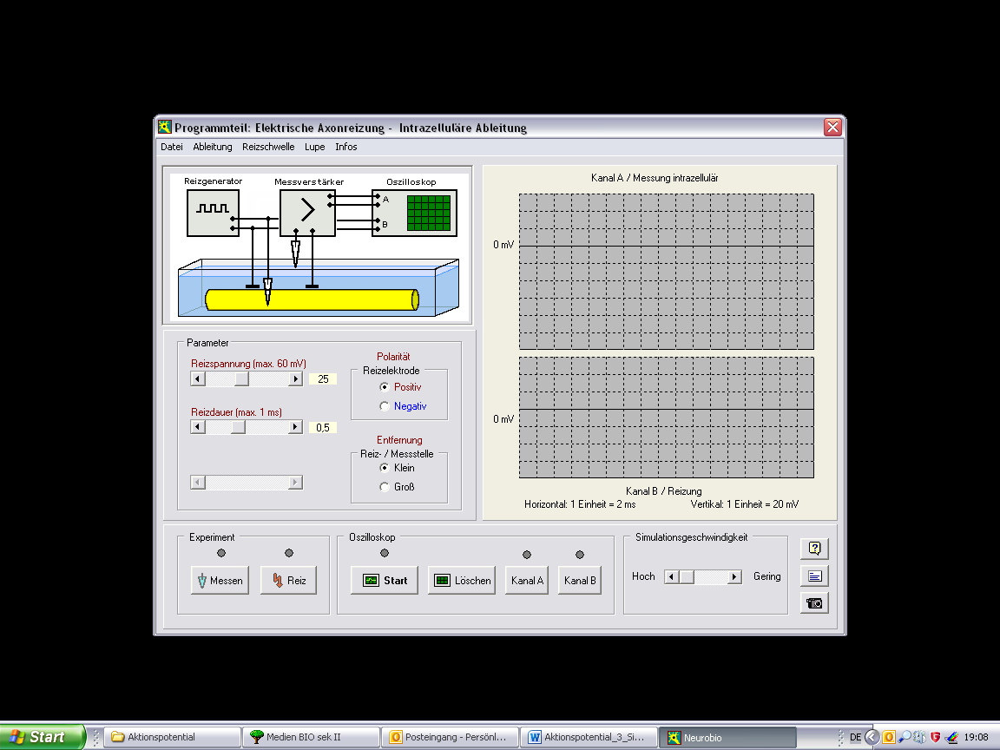 Programmteil: Elektrische Axonreizung - Intrazelluläre Ableitung
Datei Ableitung Reizschwelle Lupe Infos
Reizgenerator Messverstärker Oszilloskop
A
B
Kanal A / Messung intrazellulär
0 mV
0 mV
Kanal B / Reizung
Horizontal: 1 Einheit = 2 ms Vertikal: 1 Einheit = 20 mV
Parameter
Reizspannung (max. 60 mV)
25
Reizdauer (max. 1 ms)
0,5
Polarität
Reizelektrode
Positiv
Negativ
Entfernung
Reiz- / Messstelle
Klein
Groß
Experiment
Messen Reiz
Oszilloskop
Start Löschen Kanal A Kanal B
Simulationsgeschwindigkeit
Hoch Gering
?
Start Aktionspotential Medien BIO sek II Posteingang - Persönl... Aktionspotential_3_Si... Neurobio DE 19:08